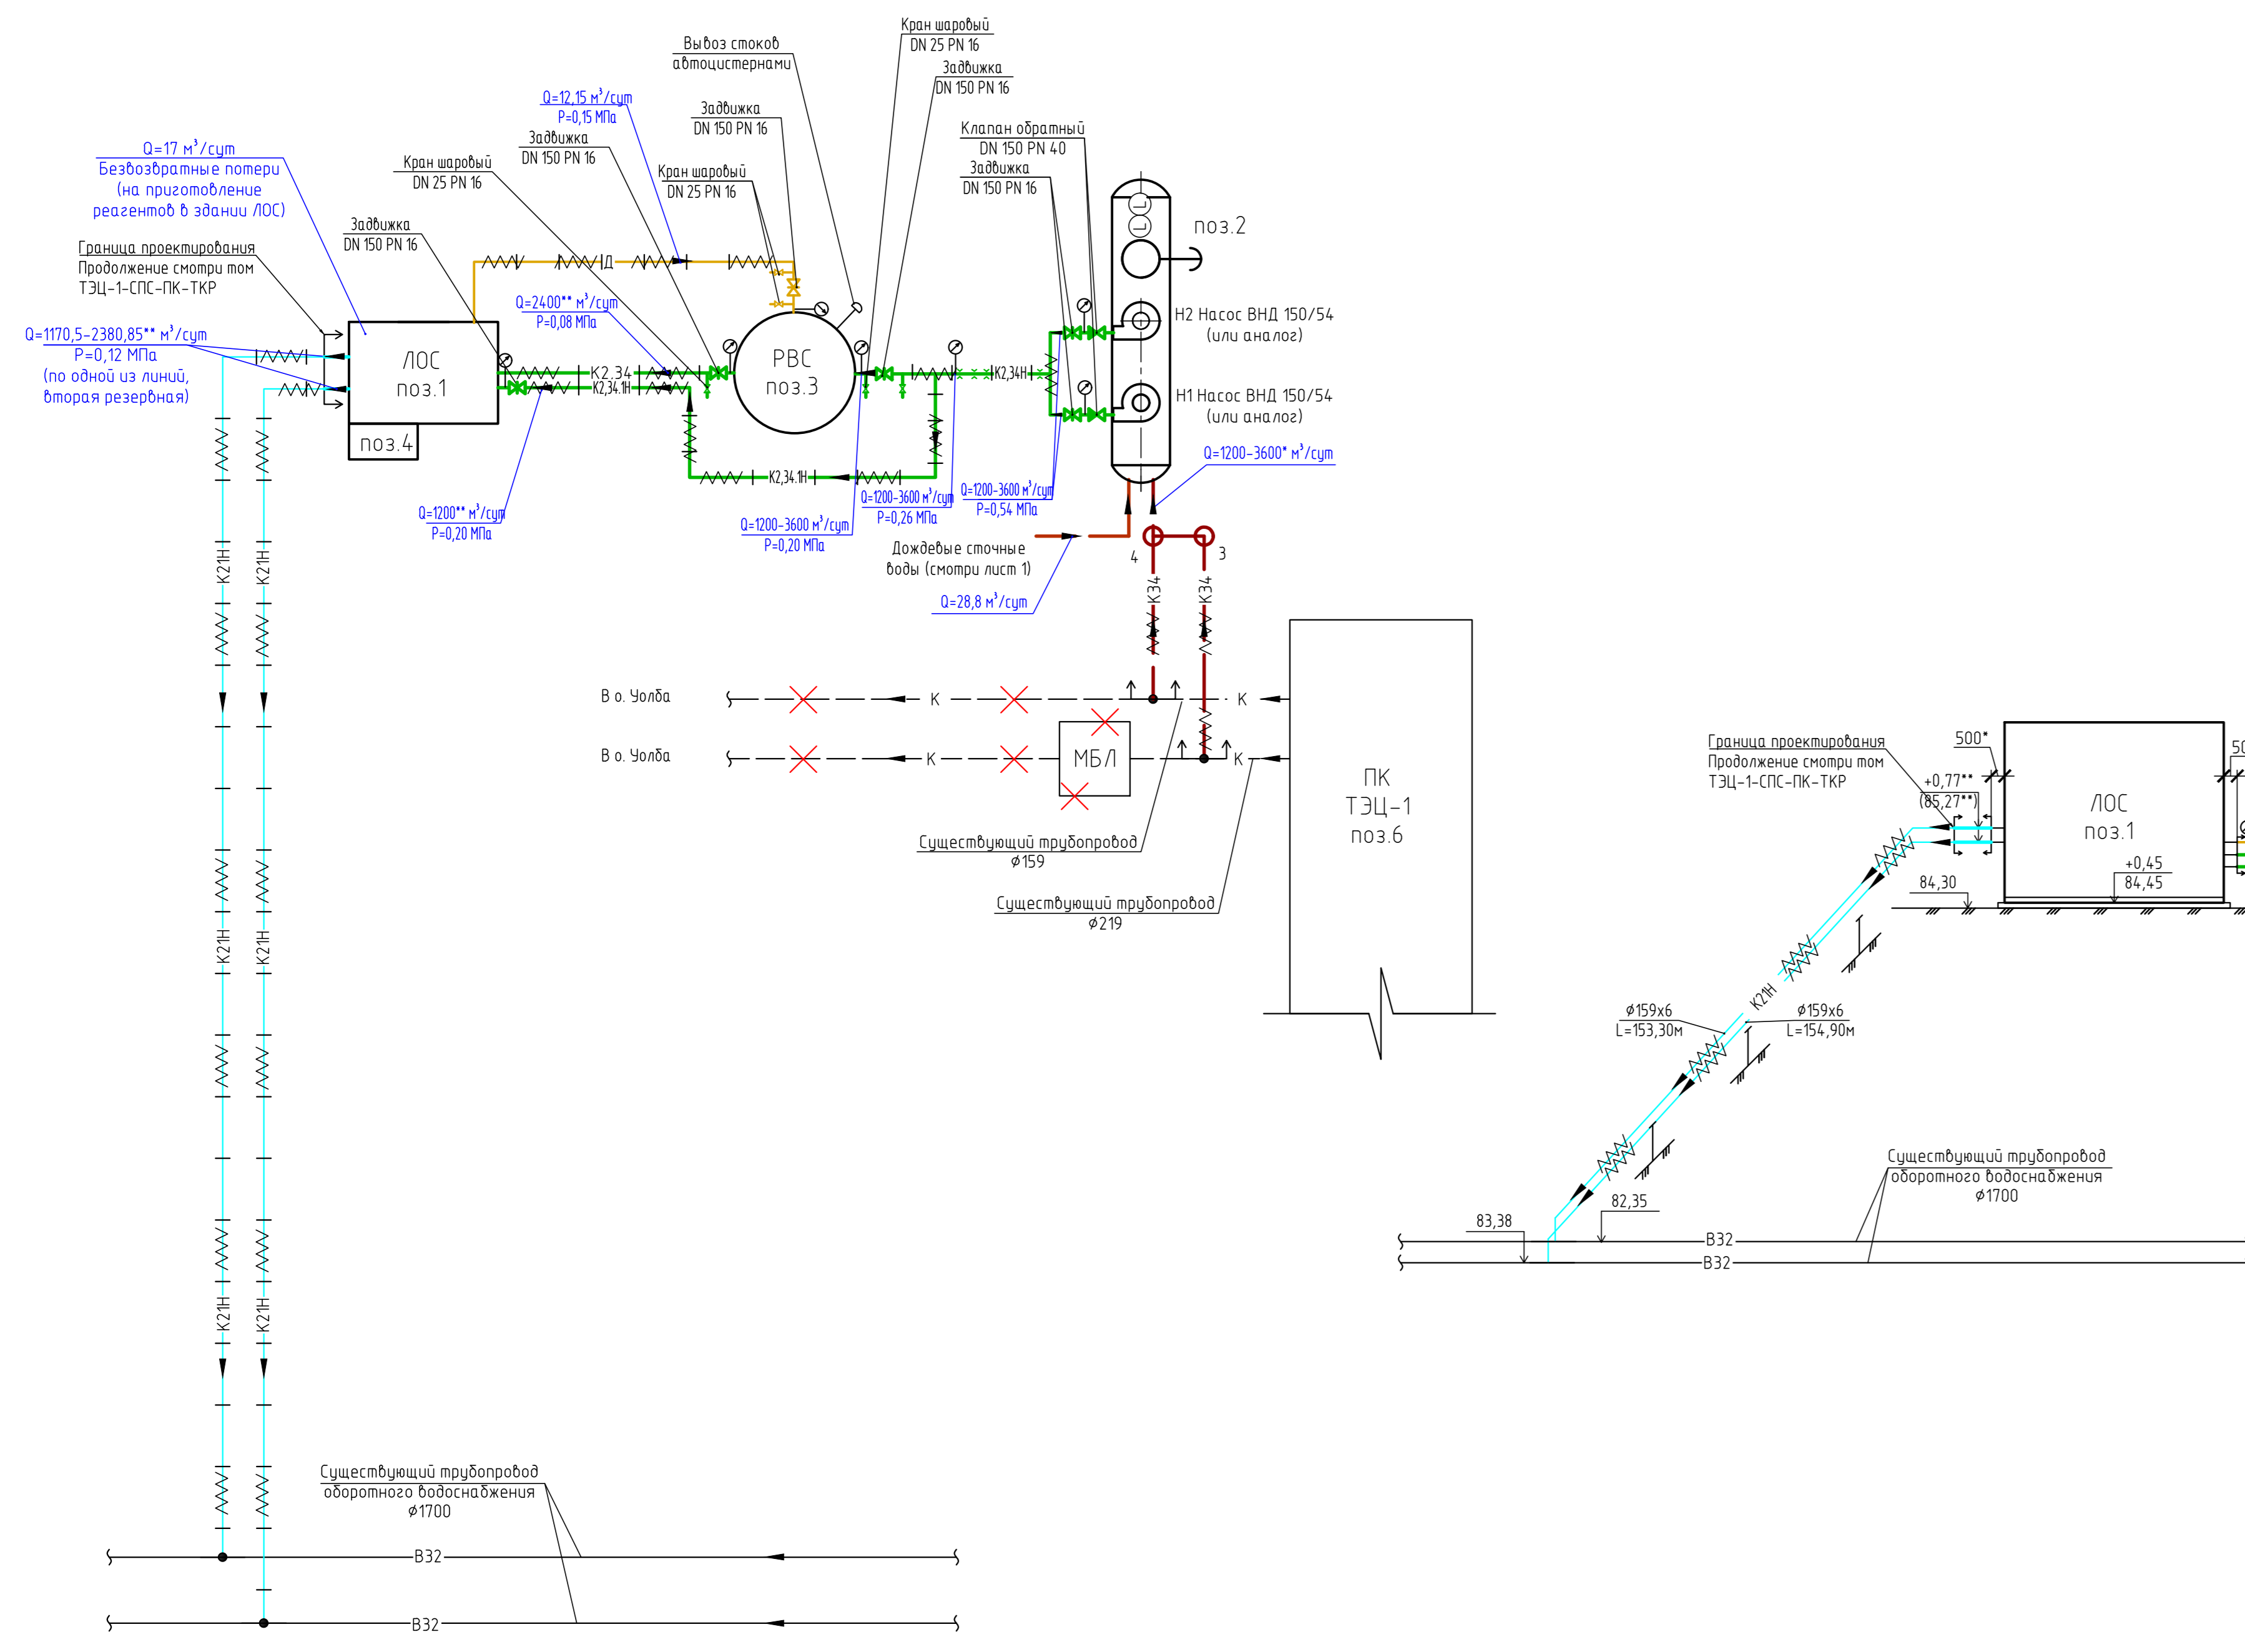 Кран шаровый
DN 25 PN 16
Вывоз стоков
автоцистернами
Задвижка
DN 150 PN 16
Q=12,15 м³/сут
P=0,15 МПа
Задвижка
DN 150 PN 16
Задвижка
DN 150 PN 16
Клапан обратный
DN 150 PN 40
Задвижка
DN 150 PN 16
Кран шаровый
DN 25 PN 16
Кран шаровый
DN 25 PN 16
Q=17 м³/сут
Безвозвратные потери
(на приготовление
реагентов в здании ЛОС)
Задвижка
DN 150 PN 16
Граница проектирования
Продолжение смотри том
ТЭЦ-1-СПС-ПК-ТКР
Q=1170,5-2380,85** м³/сут
P=0,12 МПа
(по одной из линий,
вторая резервная)
Д
Q=2400** м³/сут
P=0,08 МПа
L
L
поз.2
Н2 Насос ВНД 150/54
(или аналог)
Н1 Насос ВНД 150/54
(или аналог)
ЛОС
поз.1
поз.4
К2.34
К2,34.1Н
РВС
поз.3
К2,34Н
К2,34.1Н
Q=1200-3600* м³/сут
Q=1200** м³/сут
P=0,20 МПа
Q=1200-3600 м³/сут
P=0,20 МПа
Q=1200-3600 м³/сут
P=0,26 МПа
Q=1200-3600 м³/сут
P=0,54 МПа
Дождевые сточные
воды (смотри лист 1)
Q=28,8 м³/сут
4
3
К34
К34
К21Н
К21Н
В о. Уолба
К
К
В о. Уолба
К
МБЛ
К
ПК
ТЭЦ-1
поз.6
Существующий трубопровод
⌀159
Существующий трубопровод
⌀219
К21Н
К21Н
К21Н
К21Н
Существующий трубопровод
оборотного водоснабжения
⌀1700
В32
В32
Граница проектирования
Продолжение смотри том
ТЭЦ-1-СПС-ПК-ТКР
500*
+0,77**
(85,27**)
ЛОС
поз.1
+0,45
84,45
84,30
К21Н
⌀159х6
L=153,30м
⌀159х6
L=154,90м
Существующий трубопровод
оборотного водоснабжения
⌀1700
83,38
82,35
В32
В32